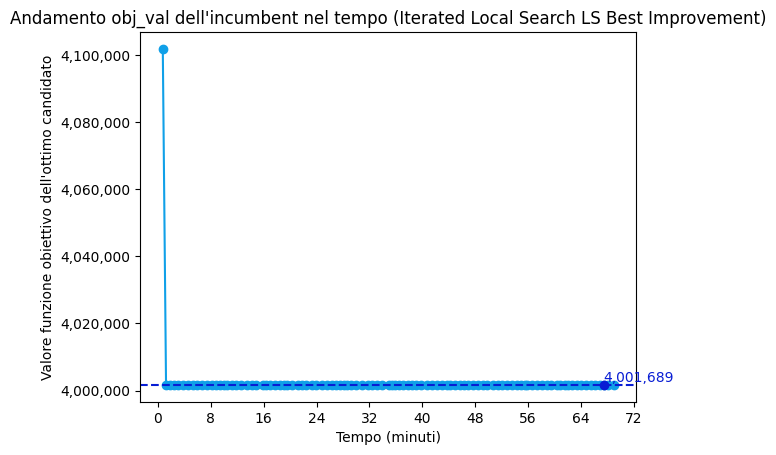 Andamento obj_val dell'incumbent nel tempo (Iterated Local Search LS Best Improvement)
Valore funzione obiettivo dell'ottimo candidato
4,100,000
4,080,000
4,060,000
4,040,000
4,020,000
4,000,000
4,001,689
0 8 16 24 32 40 48 56 64 72
Tempo (minuti)